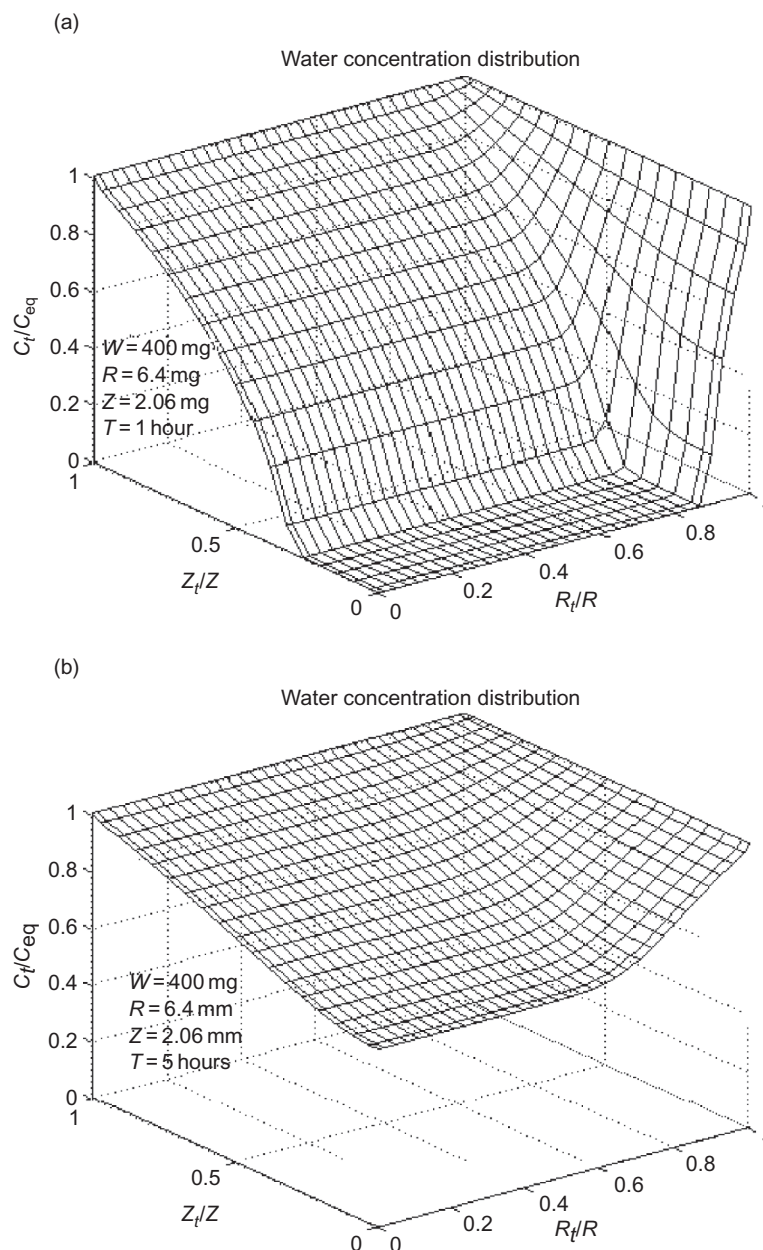 (a)
Water concentration distribution
1
0.8
0.6
0.4
0.2
0
C_t/C_eq
W = 400 mg
R = 6.4 mg
Z = 2.06 mg
T = 1 hour
1
0.5
0
Z_t/Z
0
0.2
0.4
0.6
0.8
R_t/R
(b)
Water concentration distribution
1
0.8
0.6
0.4
0.2
0
C_t/C_eq
W = 400 mg
R = 6.4 mm
Z = 2.06 mm
T = 5 hours
1
0.5
0
Z_t/Z
0
0.2
0.4
0.6
0.8
R_t/R